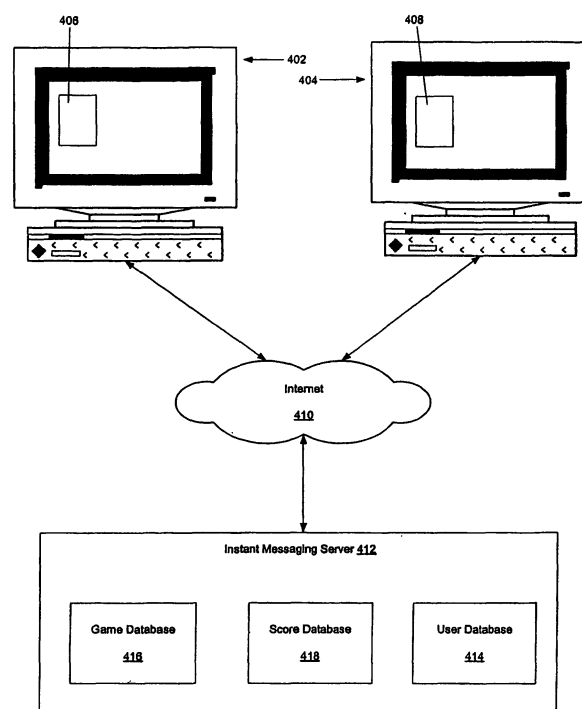 406
408
402
404
Internet
410
Instant Messaging Server 412
Game Database
416
Score Database
418
User Database
414